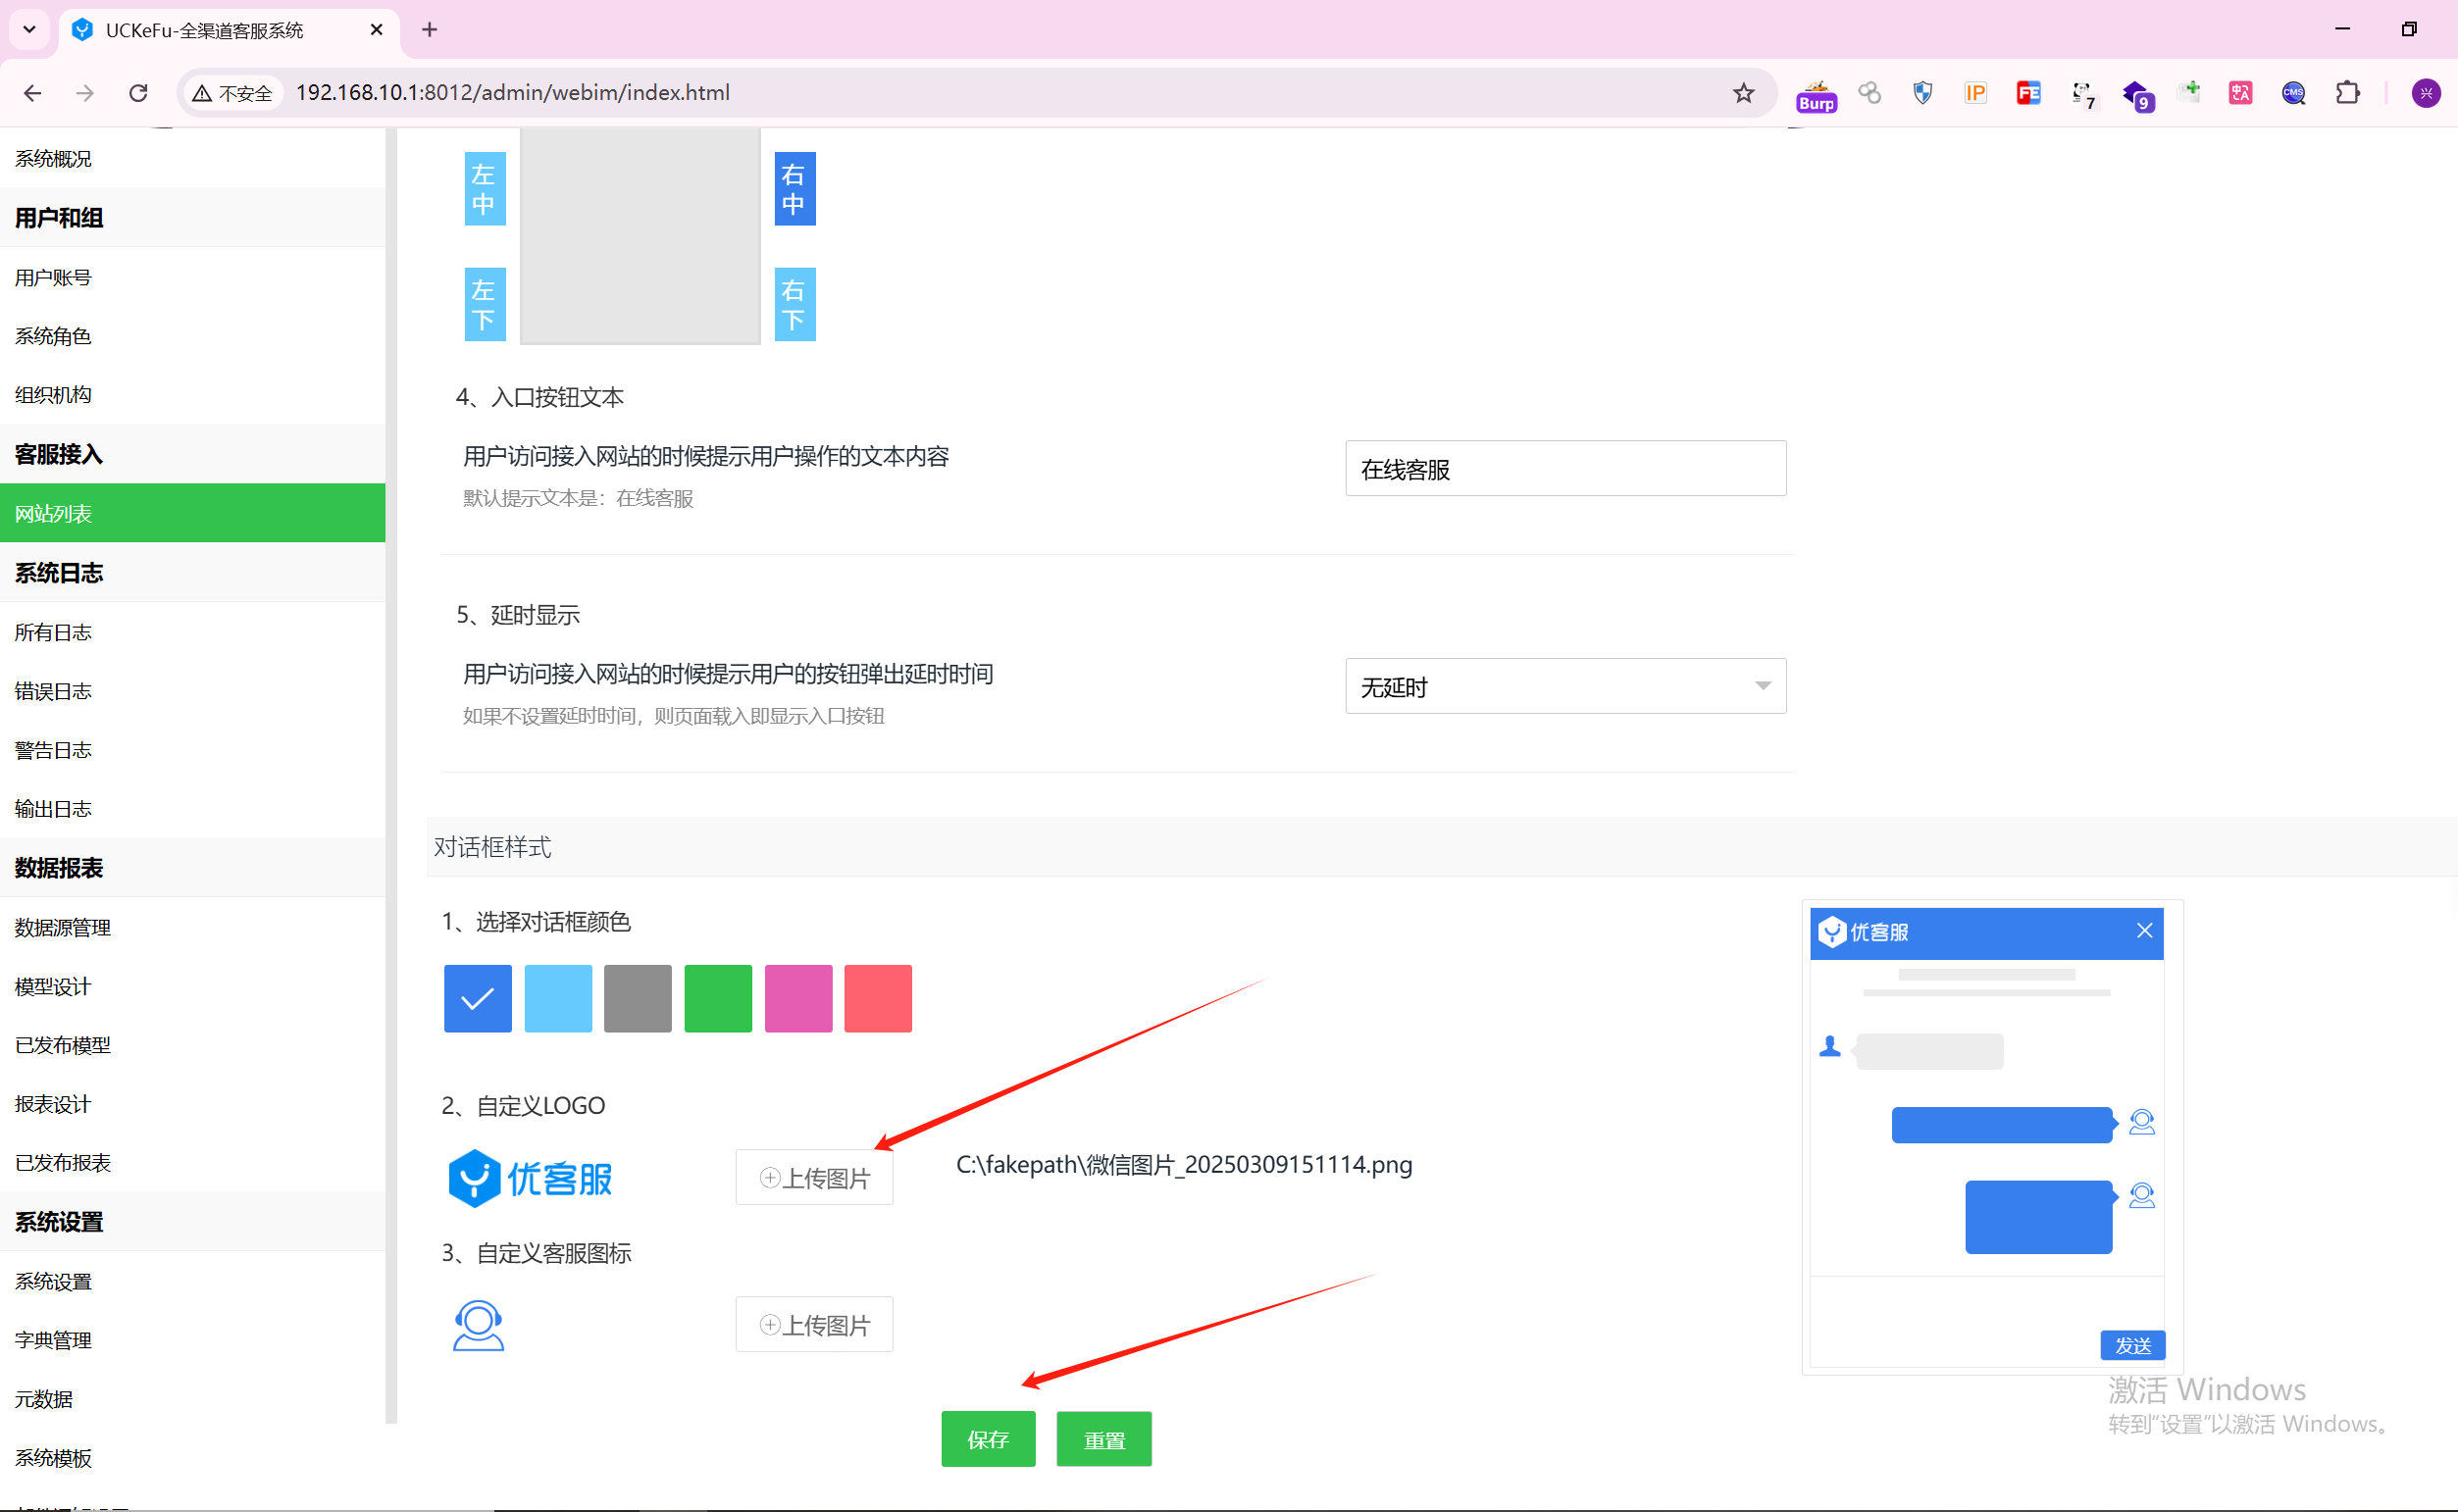 UCKeFu-全渠道客服系统
不安全
192.168.10.1:8012/admin/webim/index.html
Burp
IP
FE
7
9
CMS
兴
系统概况
用户和组
用户账号
系统角色
组织机构
客服接入
网站列表
系统日志
所有日志
错误日志
警告日志
输出日志
数据报表
数据源管理
模型设计
已发布模型
报表设计
已发布报表
系统设置
系统设置
字典管理
元数据
系统模板
左中
右中
左下
右下
4、入口按钮文本
用户访问接入网站的时候提示用户操作的文本内容
在线客服
默认提示文本是：在线客服
5、延时显示
用户访问接入网站的时候提示用户的按钮弹出延时时间
无延时
如果不设置延时时间，则页面载入即显示入口按钮
对话框样式
1、选择对话框颜色
2、自定义LOGO
优客服
上传图片
C:\fakepath\微信图片_20250309151114.png
3、自定义客服图标
上传图片
保存
重置
优客服
发送
激活 Windows
转到“设置”以激活 Windows。